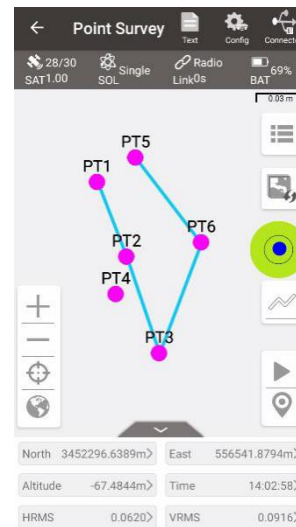 ← Point Survey
Text Config Connect
28/30 Single Radio 69%
SAT1.00 SOL Link0s BAT
0.03 m
PT5
PT1
PT2
PT6
PT4
PT3
North 3452296.6389m> East 556541.8794m>
Altitude -67.4844m> Time 14:02:58>
HRMS 0.0620> VRMS 0.0916>